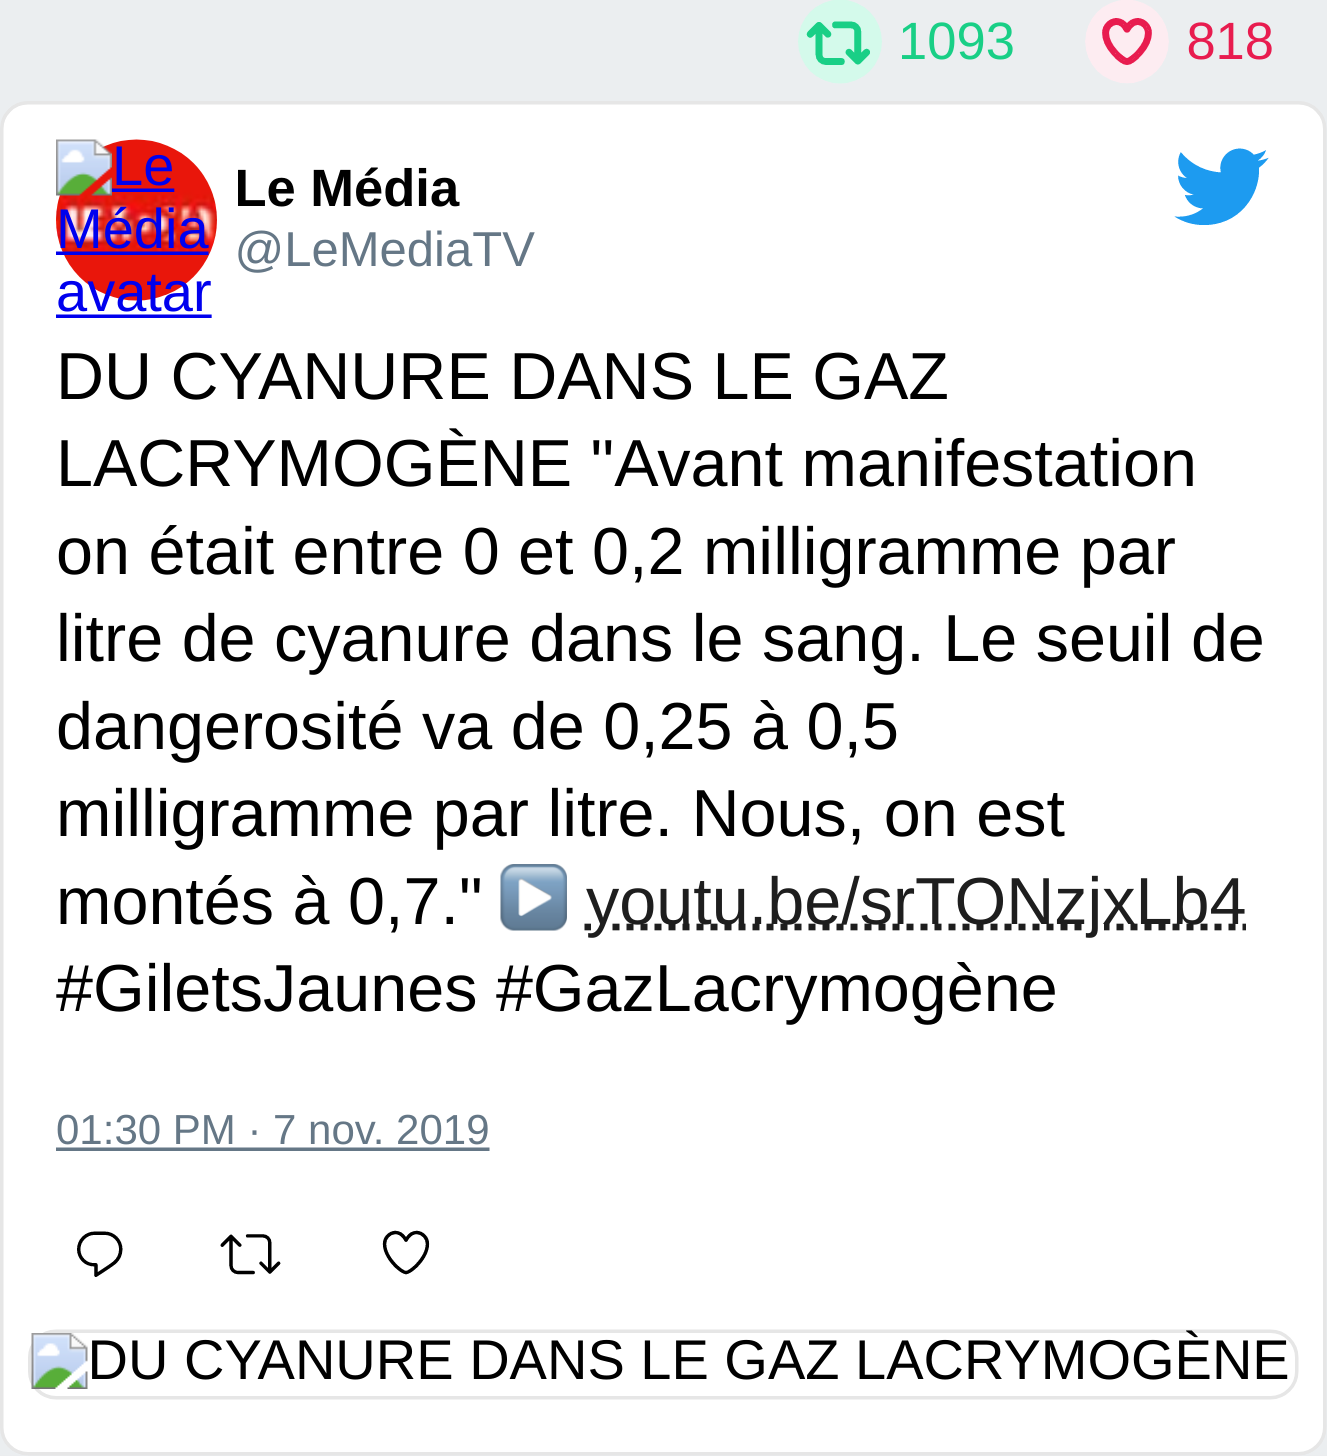 1093 818
Le
Média
avatar
Le Média
@LeMediaTV
DU CYANURE DANS LE GAZ
LACRYMOGÈNE "Avant manifestation
on était entre 0 et 0,2 milligramme par
litre de cyanure dans le sang. Le seuil de
dangerosité va de 0,25 à 0,5
milligramme par litre. Nous, on est
montés à 0,7." ▶️ youtu.be/srTONzjxLb4
#GiletsJaunes #GazLacrymogène
01:30 PM · 7 nov. 2019
DU CYANURE DANS LE GAZ LACRYMOGÈNE